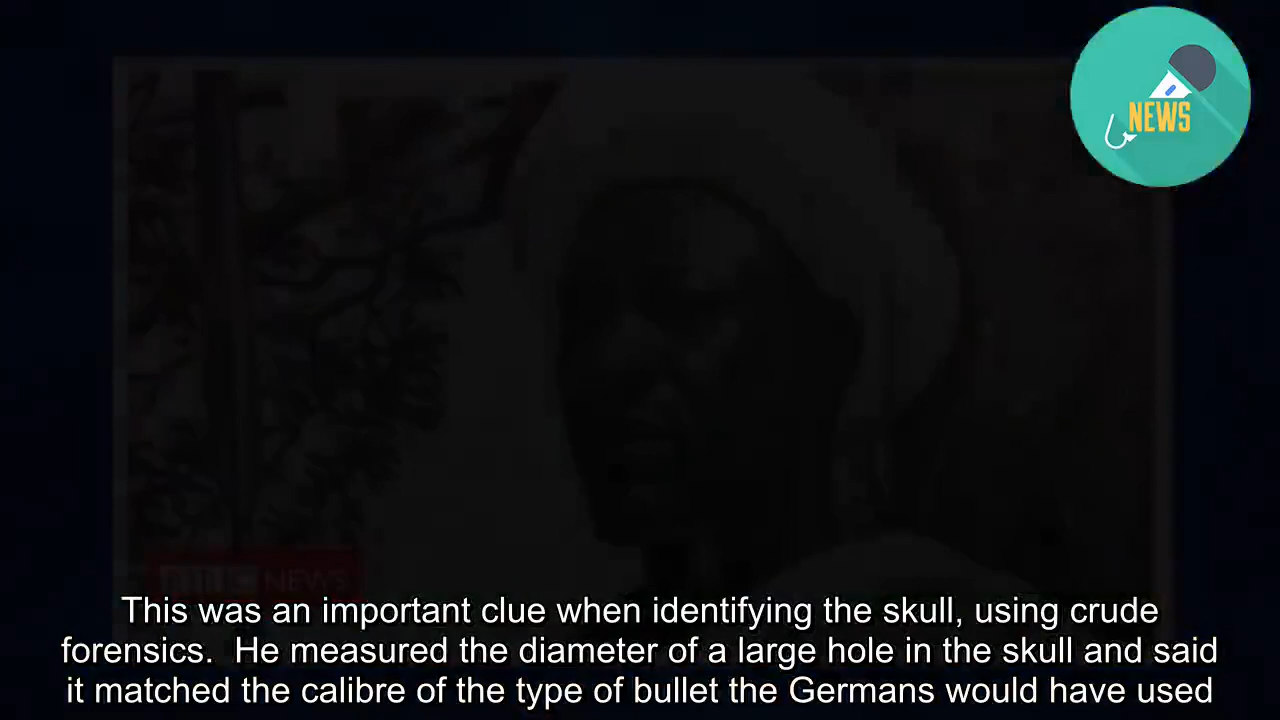 NEWS
NEWS
This was an important clue when identifying the skull, using crude
forensics.  He measured the diameter of a large hole in the skull and said
it matched the calibre of the type of bullet the Germans would have used